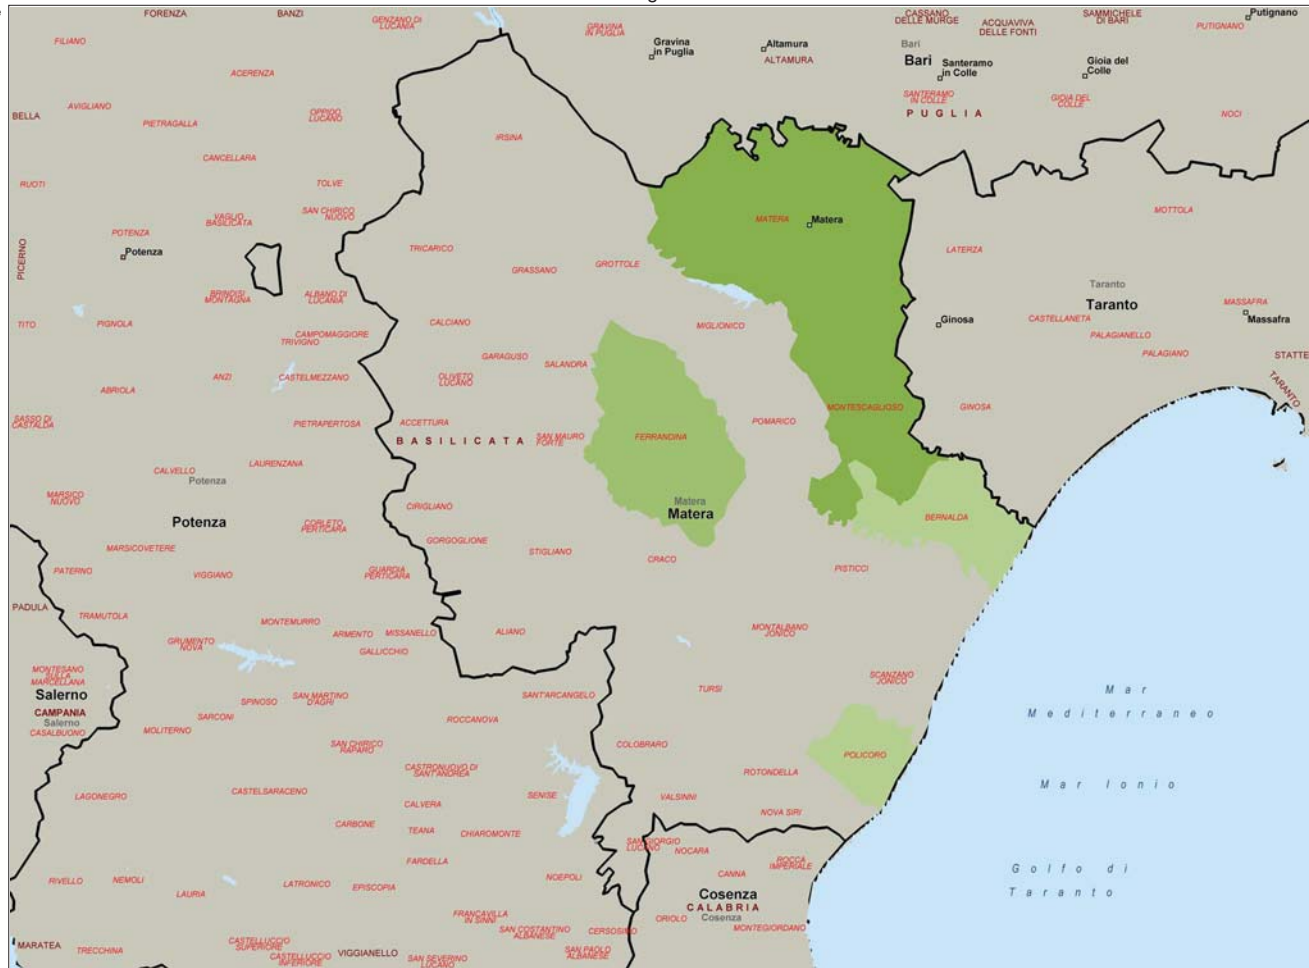 FORENZA
BANZI
GENZANO DI
LUCANIA
GRAVINA
IN PUGLIA
CASSANO
DELLE MURGE
ACQUAVIVA
DELLE FONTI
SAMMICHELE
DI BARI
PUTIGNANO
Putignano
FILIANO
Gravina
in Puglia
Altamura
ALTAMURA
Bari
Bari
Santeramo
in Colle
Gioia del
Colle
ACERENZA
SANTERAMO
IN COLLE
GIOIA DEL
COLLE
AVIGLIANO
BELLA
PIETRAGALLA
OPPIDO
LUCANO
PUGLIA
NOCI
IRSINA
CANCELLARA
RUOTI
TOLVE
VAGLIO
BASILICATA
SAN CHIRICO
NUOVO
MATERA
Matera
MOTTOLA
POTENZA
Potenza
PICERNO
TRICARICO
GRASSANO
GROTTOLE
LATERZA
BRINDISI
MONTAGNA
ALBANO DI
LUCANIA
Taranto
Taranto
MASSAFRA
Massafra
TITO
PIGNOLA
CALCIANO
MIGLIONICO
Ginosa
CASTELLANETA
CAMPOMAGGIORE
TRIVIGNO
PALAGIANELLO
GARAGUSO
SALANDRA
PALAGIANO
STATTE
ABRIOLA
ANZI
CASTELMEZZANO
OLIVETO
LUCANO
TARANTO
SASSO DI
CASTALDA
PIETRAPERTOSA
ACCETTURA
POMARICO
MONTESCAGLIOSO
GINOSA
BASILICATA
SAN MAURO
FORTE
FERRANDINA
CALVELLO
LAURENZANA
Potenza
MARSICO
NUOVO
Potenza
CORLETO
PERTICARA
CIRIGLIANO
Matera
Matera
BERNALDA
MARSICOVETERE
GORGOGLIONE
STIGLIANO
CRACO
PISTICCI
PATERNO
VIGGIANO
GUARDIA
PERTICARA
PADULA
TRAMUTOLA
MONTEMURRO
ARMENTO
MISSANELLO
ALIANO
MONTALBANO
JONICO
GRUMENTO
NOVA
GALLICCHIO
MONTESANO
SULLA
MARCELLANA
Salerno
CAMPANIA
Salerno
CASALBUONO
SPINOSO
SAN MARTINO
D'AGRI
SANT'ARCANGELO
TURSI
SCANZANO
JONICO
Mar
Mediterraneo
SARCONI
MOLITERNO
ROCCANOVA
SAN CHIRICO
RAPARO
COLOBRARO
POLICORO
CASTRONUOVO DI
SANT'ANDREA
ROTONDELLA
Mar Ionio
LAGONEGRO
CASTELSARACENO
CALVERA
SENISE
VALSINNI
NOVA SIRI
CARBONE
TEANA
CHIAROMONTE
SAN GIORGIO
LUCANO
NOCARA
ROCCA
IMPERIALE
FARDELLA
CANNA
Golfo di
Taranto
RIVELLO
NEMOLI
LAURIA
LATRONICO
EPISCOPIA
NOEPOLI
Cosenza
CALABRIA
Cosenza
ORIOLO
MONTEGIORDANO
FRANCAVILLA
IN SINNI
SAN COSTANTINO
ALBANESE
CERSOSIMO
MARATEA
TRECCHINA
CASTELLUCCIO
SUPERIORE
CASTELLUCCIO
INFERIORE
VIGGIANELLO
SAN SEVERINO
LUCANO
SAN PAOLO
ALBANESE